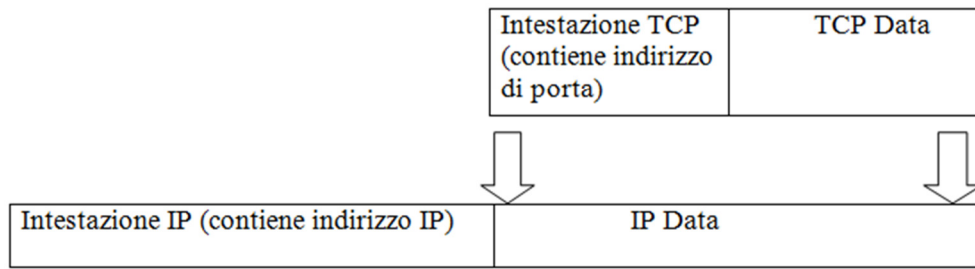 Intestazione TCP
(contiene indirizzo
di porta)
TCP Data
Intestazione IP (contiene indirizzo IP)
IP Data